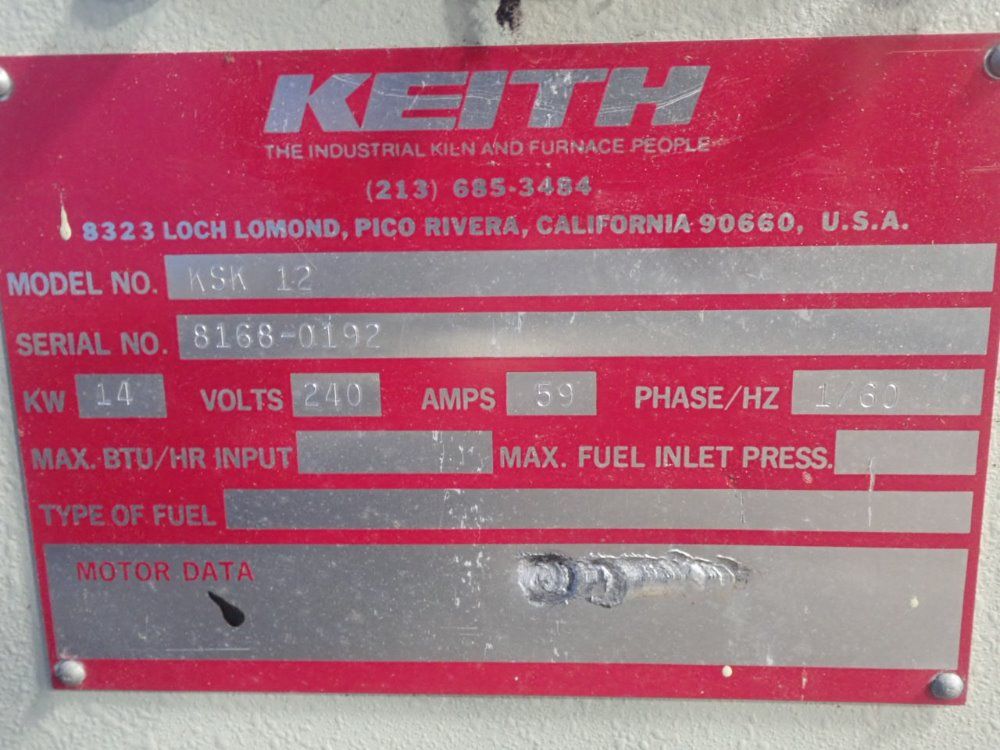 KEITH
THE INDUSTRIAL KILN AND FURNACE PEOPLE
(213) 685-3484
8323 LOCH LOMOND, PICO RIVERA, CALIFORNIA 90660, U.S.A.
MODEL NO. KSK 12
SERIAL NO. 8168-0192
KW 14 VOLTS 240 AMPS 59 PHASE/HZ 1/60
MAX. BTU/HR INPUT MAX. FUEL INLET PRESS.
TYPE OF FUEL
MOTOR DATA